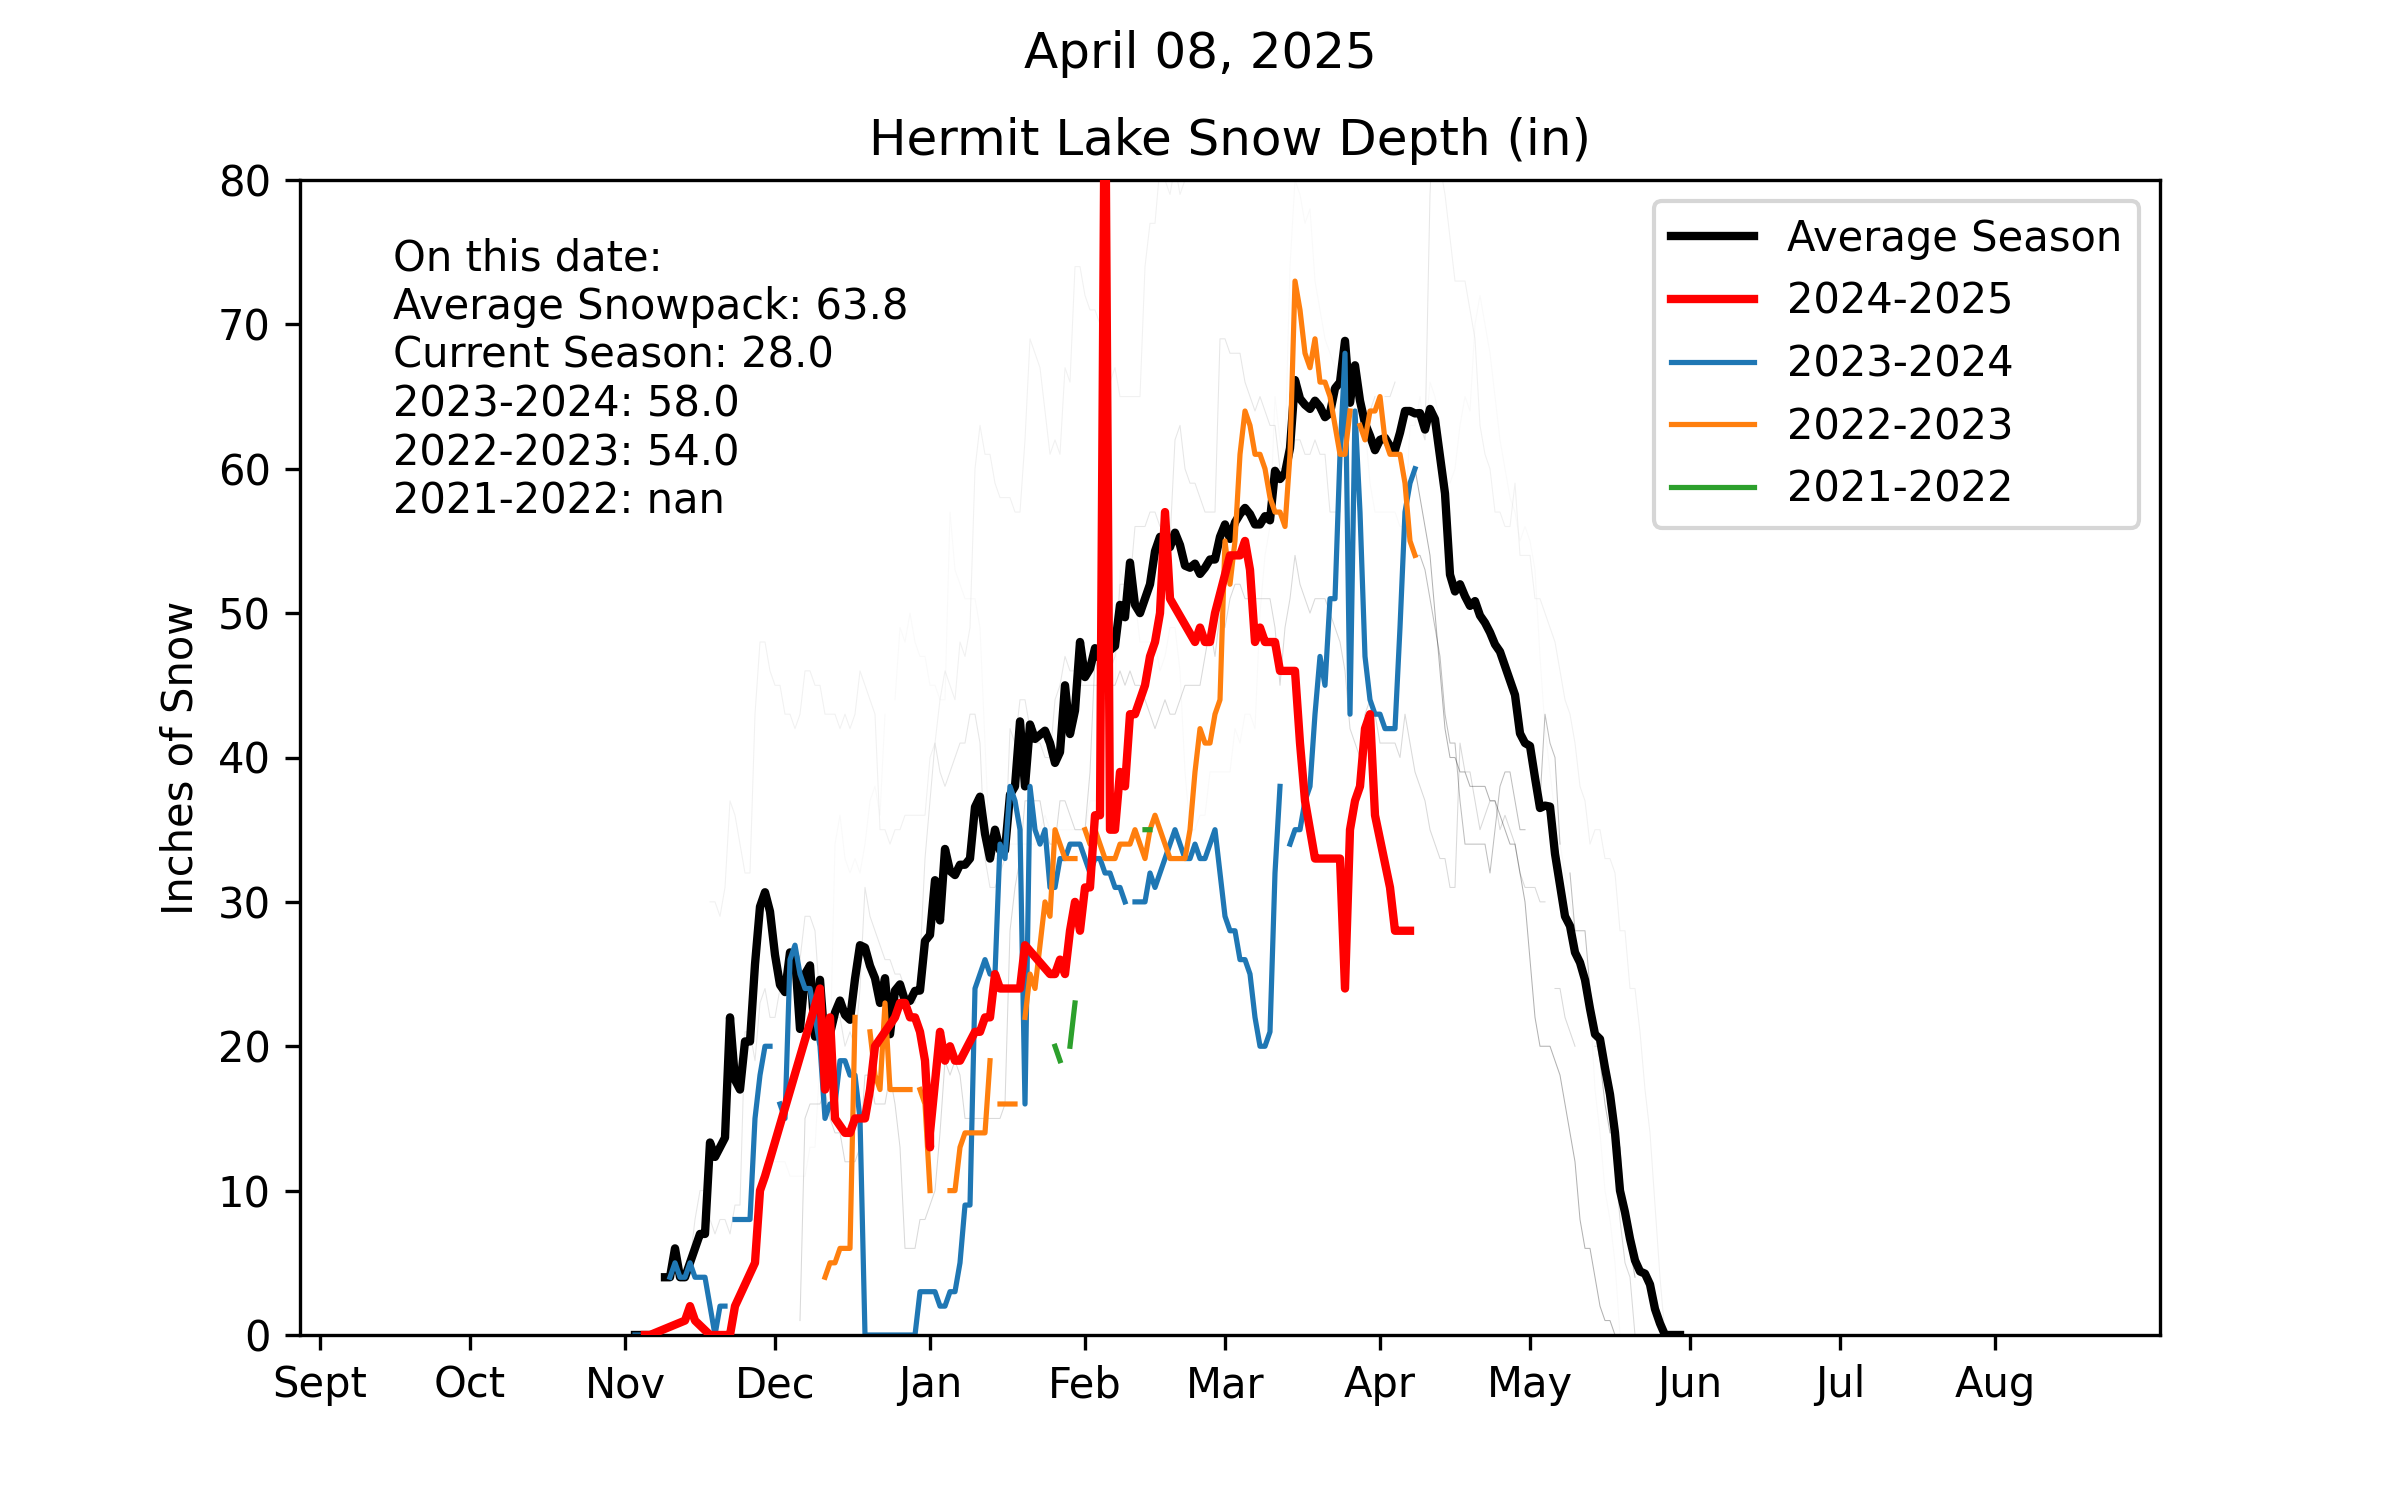 April 08, 2025
Hermit Lake Snow Depth (in)
On this date:
Average Snowpack: 63.8
Current Season: 28.0
2023-2024: 58.0
2022-2023: 54.0
2021-2022: nan
Average Season
2024-2025
2023-2024
2022-2023
2021-2022
Inches of Snow
80
70
60
50
40
30
20
10
0
Sept Oct Nov Dec Jan Feb Mar Apr May Jun Jul Aug